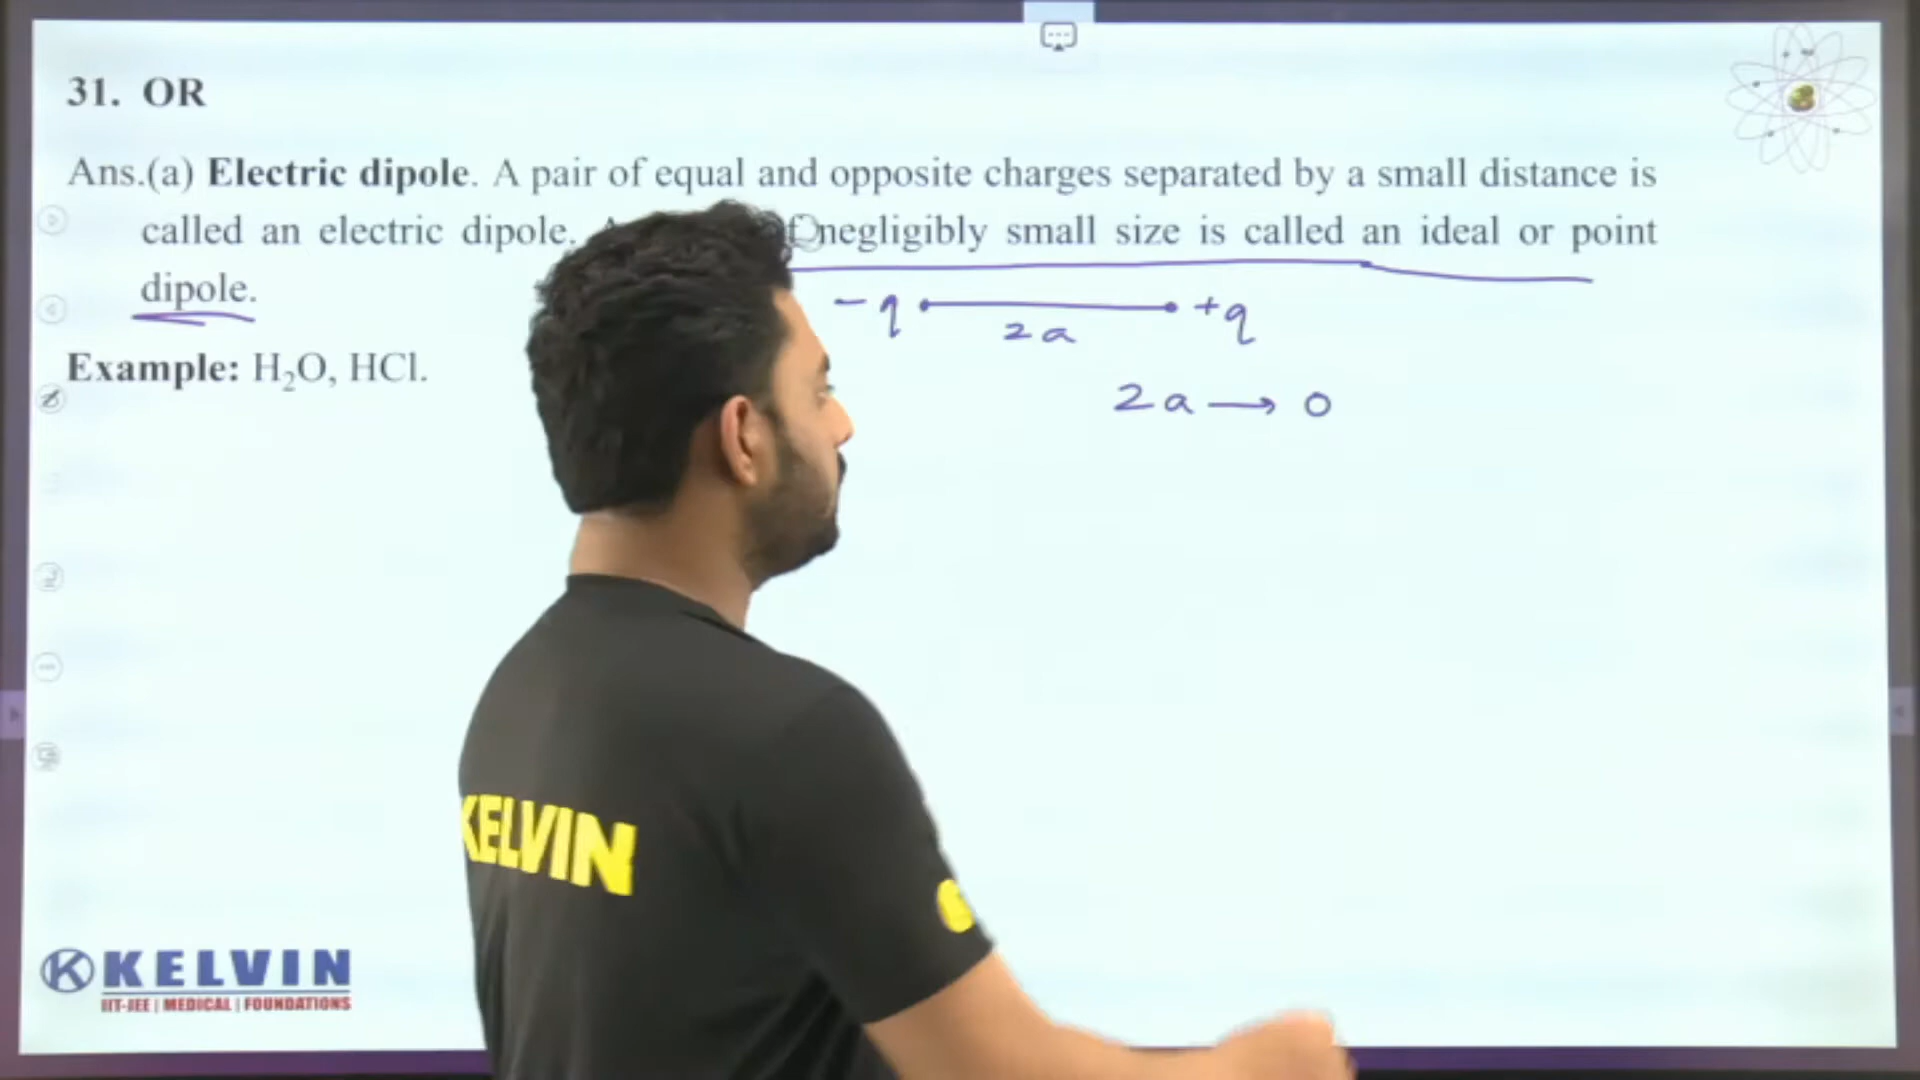 31. OR
Ans.(a) Electric dipole. A pair of equal and opposite charges separated by a small distance is
called an electric dipole. negligibly small size is called an ideal or point
dipole.
-q 2a +q
Example: H₂O, HCl.
2a → 0
KELVIN
KELVIN
IIT-JEE | MEDICAL | FOUNDATIONS